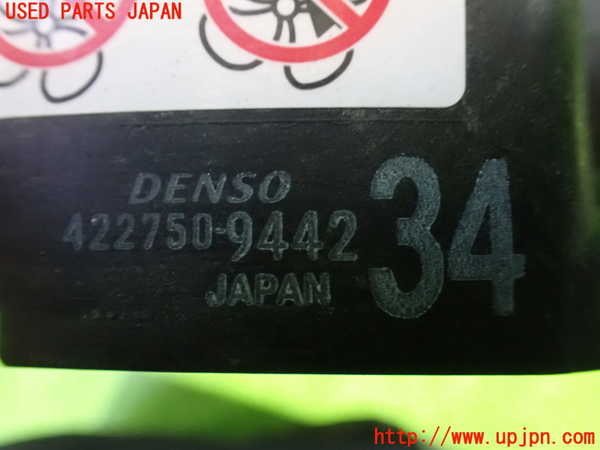 USED PARTS JAPAN
DENSO
422750-9442
34
JAPAN
http://www.upjpn.com/